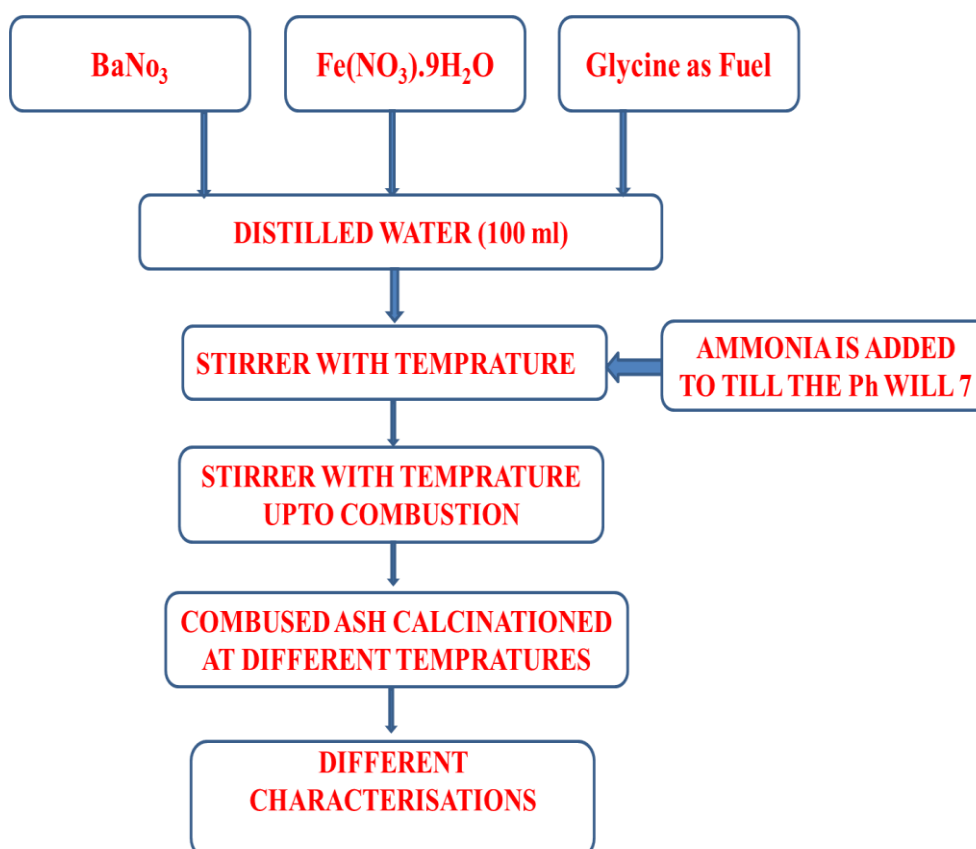 BaNo₃
Fe(NO₃).9H₂O
Glycine as Fuel
DISTILLED WATER (100 ml)
STIRRER WITH TEMPRATURE
AMMONIA IS ADDED
TO TILL THE Ph WILL 7
STIRRER WITH TEMPRATURE
UPTO COMBUSTION
COMBUSED ASH CALCINATIONED
AT DIFFERENT TEMPRATURES
DIFFERENT
CHARACTERISATIONS